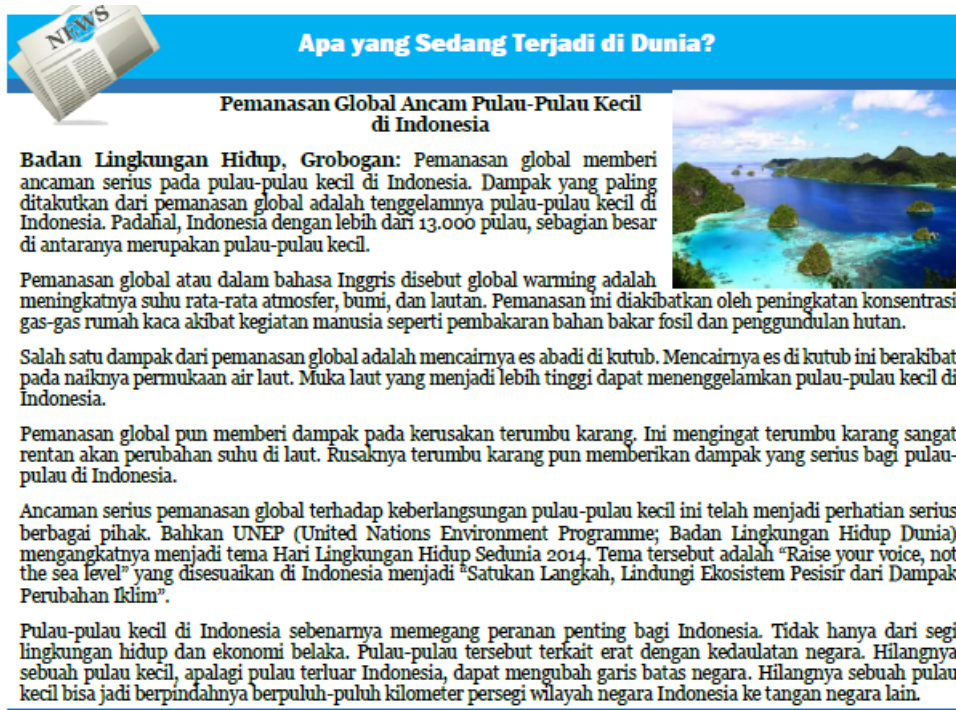 NEWS
Apa yang Sedang Terjadi di Dunia?
Pemanasan Global Ancam Pulau-Pulau Kecil
di Indonesia
Badan Lingkungan Hidup, Grobogan: Pemanasan global memberi
ancaman serius pada pulau-pulau kecil di Indonesia. Dampak yang paling
ditakutkan dari pemanasan global adalah tenggelamnya pulau-pulau kecil di
Indonesia. Padahal, Indonesia dengan lebih dari 13.000 pulau, sebagian besar
di antaranya merupakan pulau-pulau kecil.
Pemanasan global atau dalam bahasa Inggris disebut global warming adalah
meningkatnya suhu rata-rata atmosfer, bumi, dan lautan. Pemanasan ini diakibatkan oleh peningkatan konsentrasi
gas-gas rumah kaca akibat kegiatan manusia seperti pembakaran bahan bakar fosil dan penggundulan hutan.
Salah satu dampak dari pemanasan global adalah mencairnya es abadi di kutub. Mencairnya es di kutub ini berakibat
pada naiknya permukaan air laut. Muka laut yang menjadi lebih tinggi dapat menenggelamkan pulau-pulau kecil di
Indonesia.
Pemanasan global pun memberi dampak pada kerusakan terumbu karang. Ini mengingat terumbu karang sangat
rentan akan perubahan suhu di laut. Rusaknya terumbu karang pun memberikan dampak yang serius bagi pulau-
pulau di Indonesia.
Ancaman serius pemanasan global terhadap keberlangsungan pulau-pulau kecil ini telah menjadi perhatian serius
berbagai pihak. Bahkan UNEP (United Nations Environment Programme; Badan Lingkungan Hidup Dunia)
mengangkatnya menjadi tema Hari Lingkungan Hidup Sedunia 2014. Tema tersebut adalah “Raise your voice, not
the sea level” yang disesuaikan di Indonesia menjadi “Satukan Langkah, Lindungi Ekosistem Pesisir dari Dampak
Perubahan Iklim”.
Pulau-pulau kecil di Indonesia sebenarnya memegang peranan penting bagi Indonesia. Tidak hanya dari segi
lingkungan hidup dan ekonomi belaka. Pulau-pulau tersebut terkait erat dengan kedaulatan negara. Hilangnya
sebuah pulau kecil, apalagi pulau terluar Indonesia, dapat mengubah garis batas negara. Hilangnya sebuah pulau
kecil bisa jadi berpindahnya berpuluh-puluh kilometer persegi wilayah negara Indonesia ke tangan negara lain.